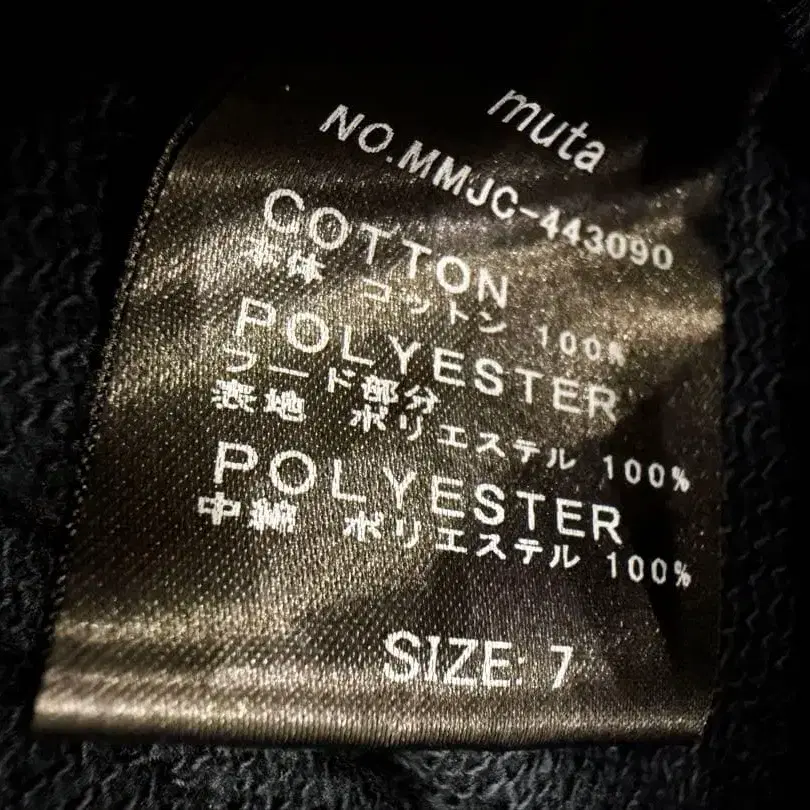 muta
NO.MMJC-443090
COTTON
本体 コットン 100%
POLYESTER
フード部分
表地 ポリエステル 100%
POLYESTER
中綿 ポリエステル 100%
SIZE: 7